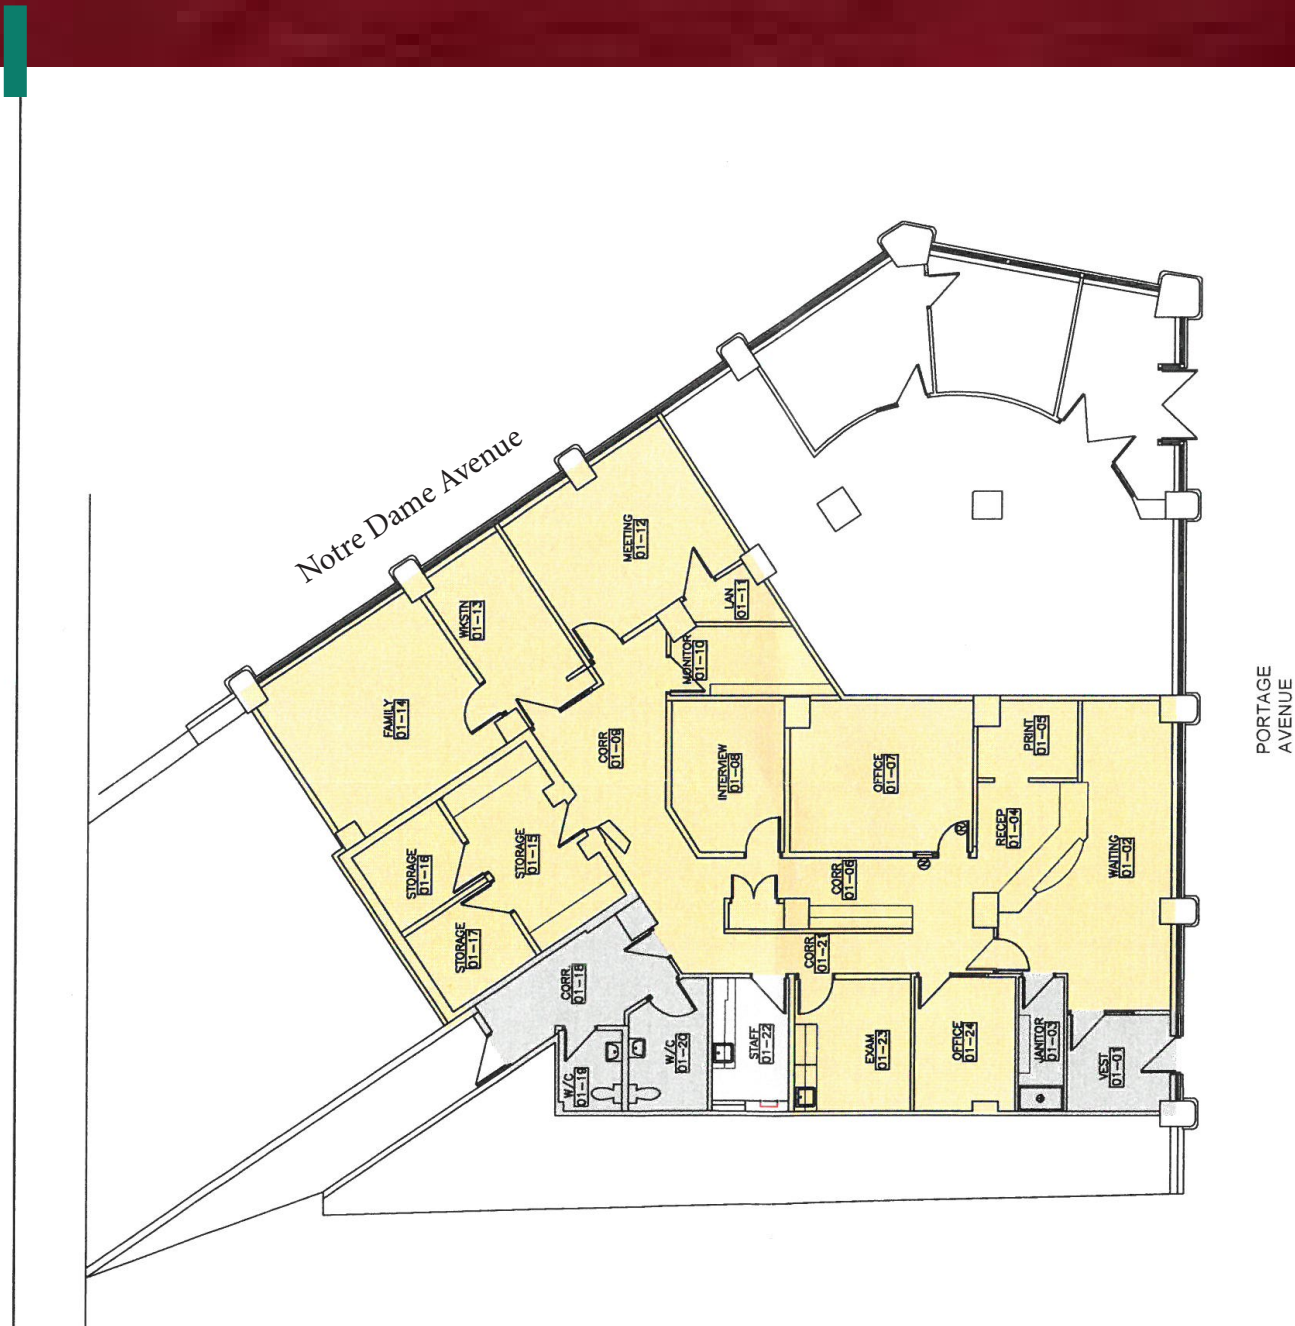 Notre Dame Avenue
MEETING
01-12
LAN
01-11
WKSTN
01-13
MONITOR
01-10
FAMILY
01-14
CORR
01-09
INTERVIEW
01-08
OFFICE
01-07
PRINT
01-05
RECEP
01-04
WAITING
01-02
STORAGE
01-15
STORAGE
01-16
STORAGE
01-17
CORR
01-06
CORR
01-21
CORR.
01-18
W/C
01-19
W/C
01-20
STAFF
01-22
EXAM
01-23
OFFICE
01-24
JANITOR
01-03
VEST
01-01
PORTAGE
AVENUE